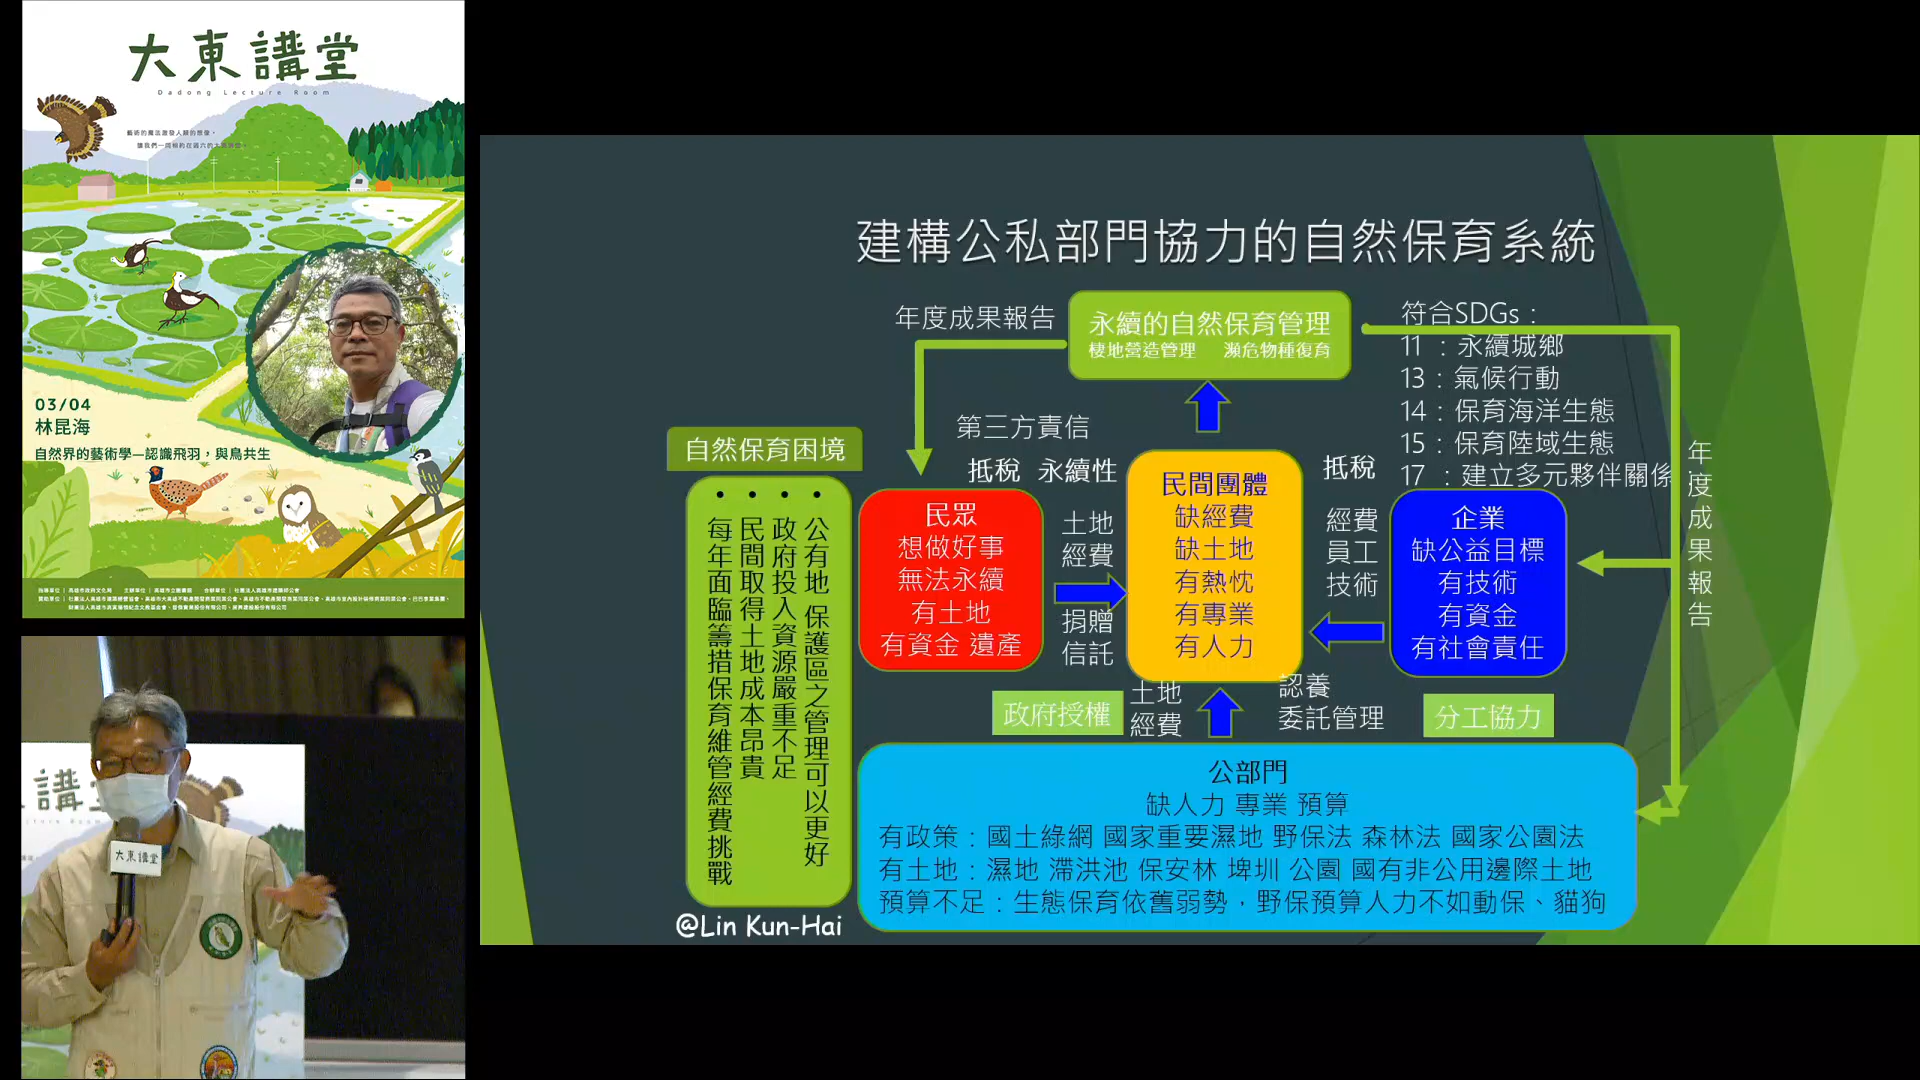 大東講堂
Dadong Lecture Room
藝術的魔法激發人類的想像，
03/04
林昆海
自然界的藝術學—認識飛羽，與鳥共生
大東講堂
建構公私部門協力的自然保育系統
年度成果報告
永續的自然保育管理
棲地營造管理 瀕危物種復育
符合SDGs：
11 ：永續城鄉
13：氣候行動
14：保育海洋生態
15：保育陸域生態
17 ：建立多元夥伴關係
年度成果報告
自然保育困境
• 公有地 保護區之管理可以更好
• 政府投入資源嚴重不足
• 民間取得土地成本昂貴
• 每年面臨籌措保育維管經費挑戰
第三方責信
抵稅 永續性
民眾
想做好事
無法永續
有土地
有資金 遺產
土地
經費
捐贈
信託
民間團體
缺經費
缺土地
有熱忱
有專業
有人力
抵稅
經費
員工
技術
企業
缺公益目標
有技術
有資金
有社會責任
政府授權
土地
經費
認養
委託管理
分工協力
公部門
缺人力 專業 預算
有政策：國土綠網 國家重要濕地 野保法 森林法 國家公園法
有土地：濕地 滯洪池 保安林 埤圳 公園 國有非公用邊際土地
預算不足：生態保育依舊弱勢，野保預算人力不如動保、貓狗
@Lin Kun-Hai